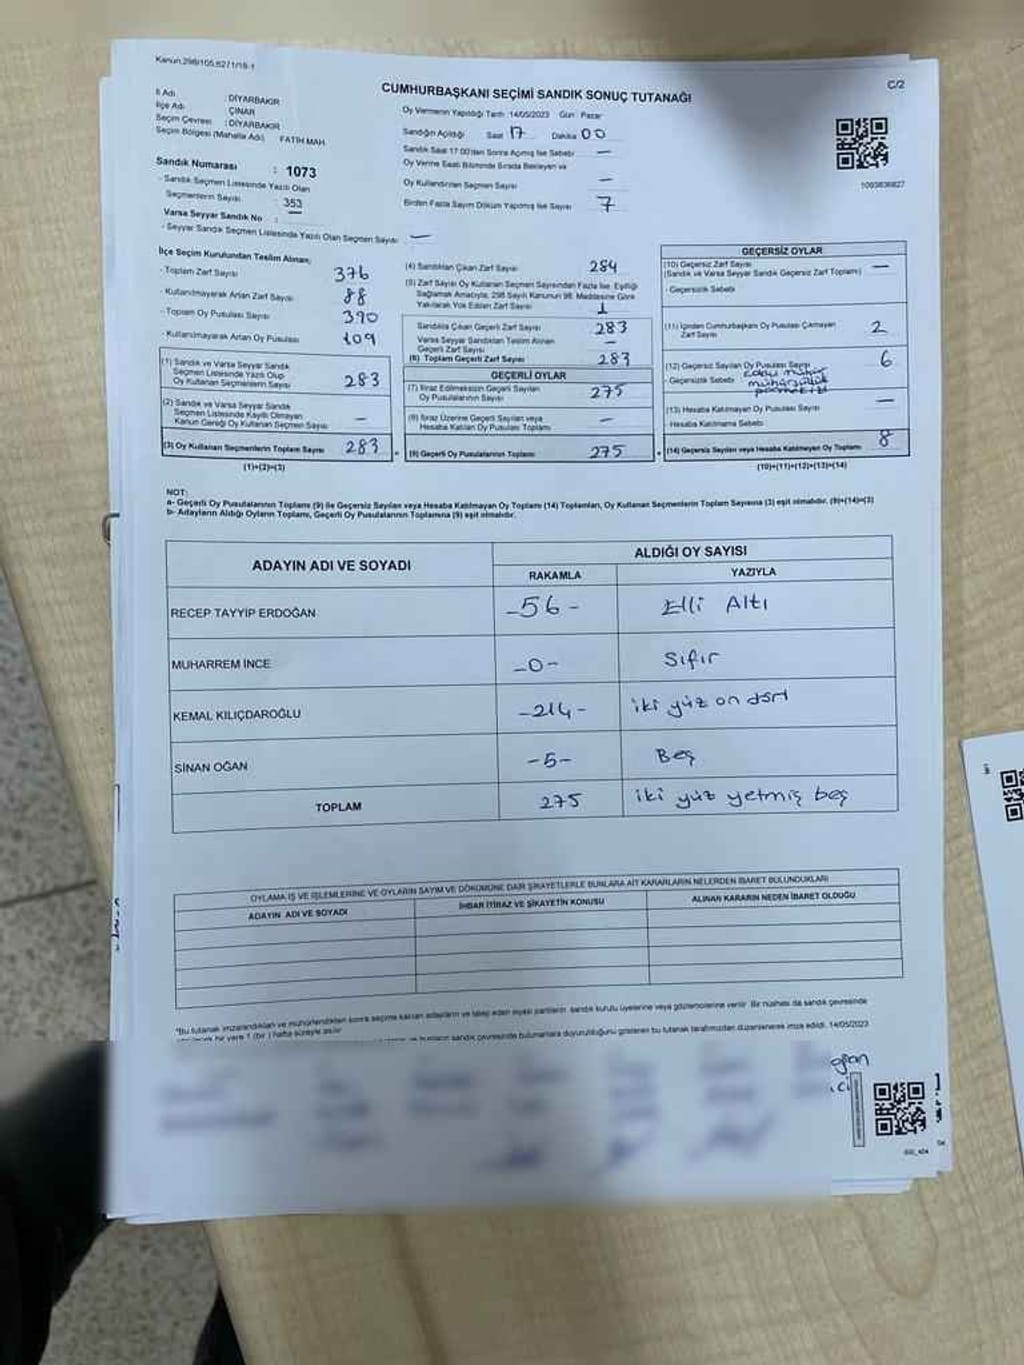 Kanun.298/105,6271/18-1
C/2
CUMHURBAŞKANI SEÇİMİ SANDIK SONUÇ TUTANAĞI
İl Adı : DİYARBAKIR
İlçe Adı : ÇINAR
Seçim Çevresi : DİYARBAKIR
Seçim Bölgesi (Mahalle Adı) FATİH MAH.
Sandık Numarası : 1073
- Sandık Seçmen Listesinde Yazılı Olan
Seçmenlerin Sayısı : 353
Varsa Seyyar Sandık No : —
- Seyyar Sandık Seçmen Listesinde Yazılı Olan Seçmen Sayısı : —
Oy Vermenin Yapıldığı Tarih : 14/05/2023 Gün : Pazar
Sandığın Açıldığı Saat 17 Dakika 00
Sandık Saat 17:00'den Sonra Açılmış İse Sebebi —
Oy Verme Saati Bitiminde Sırada Bekleyen ve
Oy Kullandırılan Seçmen Sayısı —
Birden Fazla Sayım Döküm Yapılmış İse Sayısı 7
1093636827
İlçe Seçim Kurulundan Teslim Alınan;
- Toplam Zarf Sayısı 376
- Kullanılmayarak Artan Zarf Sayısı 88
- Toplam Oy Pusulası Sayısı 390
- Kullanılmayarak Artan Oy Pusulası 109
(1) Sandık ve Varsa Seyyar Sandık
Seçmen Listesinde Yazılı Olup
Oy Kullanan Seçmenlerin Sayısı 283
(2) Sandık ve Varsa Seyyar Sandık
Seçmen Listesinde Kayıtlı Olmayan
Kanun Gereği Oy Kullanan Seçmen Sayısı —
(3) Oy Kullanan Seçmenlerin Toplam Sayısı 283
(1)+(2)=(3)
(4) Sandıktan Çıkan Zarf Sayısı 284
(5) Zarf Sayısı Oy Kullanan Seçmen Sayısından Fazla İse, Eşitliği
Sağlamak Amacıyla, 298 Sayılı Kanunun 98. Maddesine Göre
Yakılarak Yok Edilen Zarf Sayısı 1
Sandıkta Çıkan Geçerli Zarf Sayısı 283
Varsa Seyyar Sandıktan Teslim Alınan
Geçerli Zarf Sayısı —
(6) Toplam Geçerli Zarf Sayısı 283
GEÇERLİ OYLAR
(7) İtiraz Edilmeksizin Geçerli Sayılan
Oy Pusulalarının Sayısı 275
(8) İtiraz Üzerine Geçerli Sayılan veya
Hesaba Katılan Oy Pusulası Toplamı —
(9) Geçerli Oy Pusulalarının Toplamı 275
GEÇERSİZ OYLAR
(10) Geçersiz Zarf Sayısı
(Sandık ve Varsa Seyyar Sandık Geçersiz Zarf Toplamı) —
- Geçersizlik Sebebi
(11) İçinden Cumhurbaşkanı Oy Pusulası Çıkmayan
Zarf Sayısı 2
(12) Geçersiz Sayılan Oy Pusulası Sayısı 6
- Geçersizlik Sebebi
(13) Hesaba Katılmayan Oy Pusulası Sayısı —
- Hesaba Katılmama Sebebi
(14) Geçersiz Sayılan veya Hesaba Katılmayan Oy Toplamı 8
(10)+(11)+(12)+(13)=(14)
NOT:
a- Geçerli Oy Pusulalarının Toplamı (9) ile Geçersiz Sayılan veya Hesaba Katılmayan Oy Toplamı (14) Toplamları, Oy Kullanan Seçmenlerin Toplam Sayısına (3) eşit olmalıdır. (9)+(14)=(3)
b- Adayların Aldığı Oyların Toplamı, Geçerli Oy Pusulalarının Toplamına (9) eşit olmalıdır.
ADAYIN ADI VE SOYADI ALDIĞI OY SAYISI
RAKAMLA YAZIYLA
RECEP TAYYİP ERDOĞAN -56- Elli Altı
MUHARREM İNCE -0- Sıfır
KEMAL KILIÇDAROĞLU -214- iki yüz on dört
SİNAN OĞAN -5- Beş
TOPLAM 275 iki yüz yetmiş beş
OYLAMA İŞ VE İŞLEMLERİNE VE OYLARIN SAYIM VE DÖKÜMÜNE DAİR ŞİKAYETLERLE BUNLARA AİT KARARLARIN NELERDEN İBARET BULUNDUKLARI
ADAYIN ADI VE SOYADI İHBAR İTİRAZ VE ŞİKAYETİN KONUSU ALINAN KARARIN NEDEN İBARET OLDUĞU
*Bu tutanak imzalandıktan ve mühürlendikten sonra seçime katılan adayların ve talep eden siyasi partilerin sandık kurulu üyelerine veya gözlemcilerine verilir. Bir nüshası da sandık çevresinde
bir yere 1 (bir) hafta süreyle asılır.
sandık çevresinde bulunanlara duyurulduğunu gösteren bu tutanak tarafımızdan düzenlenerek imza edildi. 14/05/2023